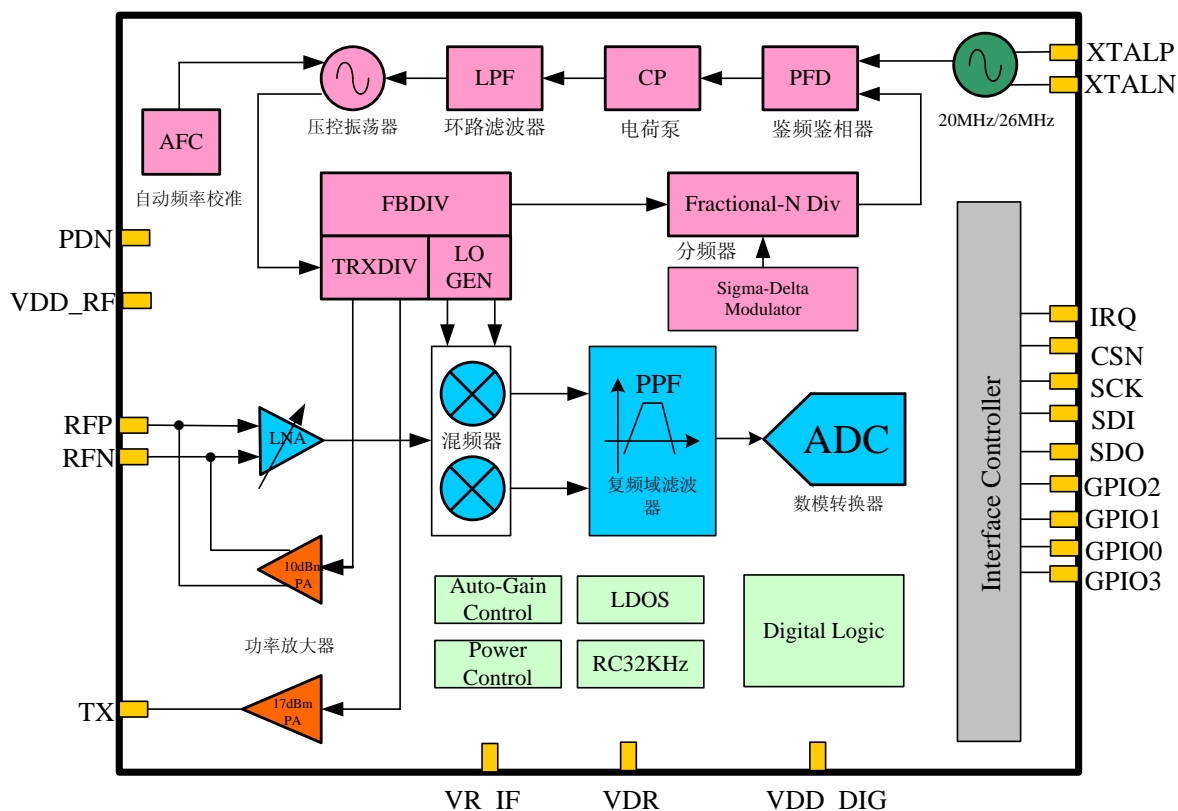 XTALP
XTALN
20MHz/26MHz
PFD
鉴频鉴相器
CP
电荷泵
LPF
环路滤波器
压控振荡器
AFC
自动频率校准
FBDIV
TRXDIV
LO
GEN
Fractional-N Div
分频器
Sigma-Delta
Modulator
PDN
VDD_RF
RFP
RFN
LNA
混频器
PPF
复频域滤波
器
ADC
数模转换器
10dBm
PA
功率放大器
17dBm
PA
TX
Auto-Gain
Control
LDOS
Power
Control
RC32KHz
Digital Logic
Interface Controller
IRQ
CSN
SCK
SDI
SDO
GPIO2
GPIO1
GPIO0
GPIO3
VR_IF
VDR
VDD_DIG